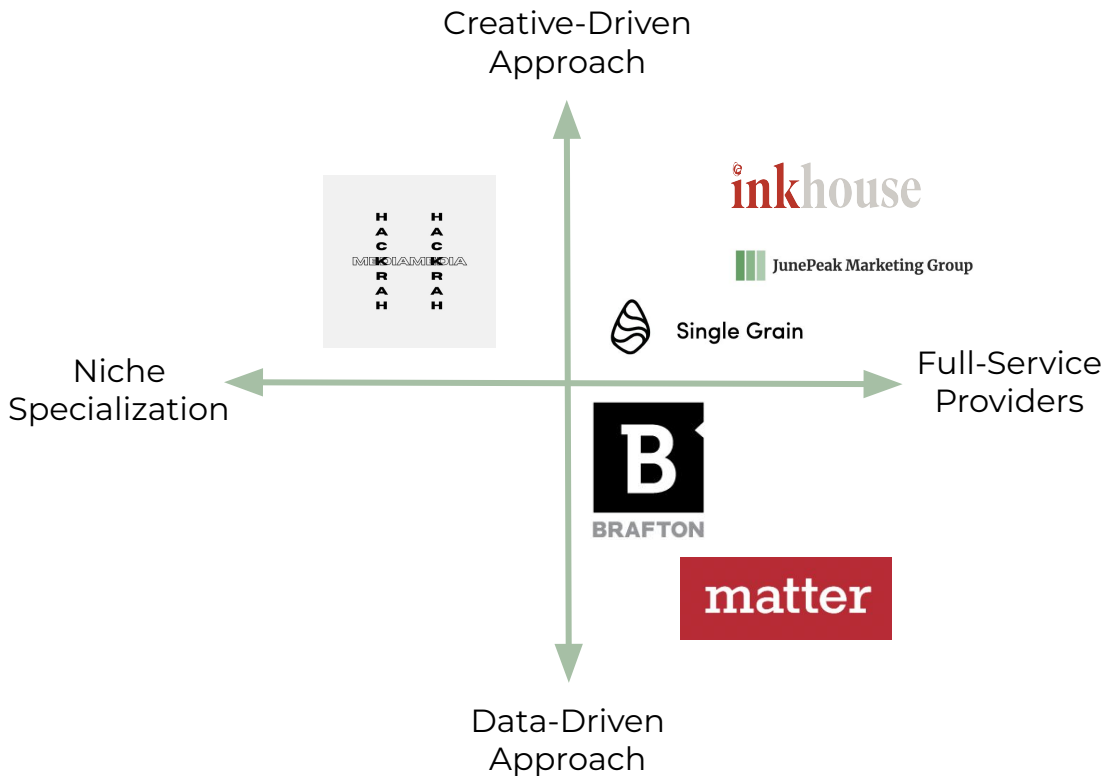 Creative-Driven
Approach
inkhouse
HACKRAH HACKRAH
MEDIAMEDIA
JunePeak Marketing Group
Single Grain
Niche
Specialization
Full-Service
Providers
B
BRAFTON
matter
Data-Driven
Approach